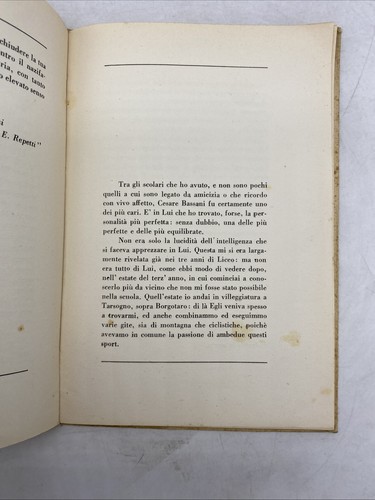 chiudere la tua
ntro il nazifa-
ria, con tanto
o elevato senso
i
E. Repetti"
Tra gli scolari che ho avuto, e non sono pochi
quelli a cui sono legato da amicizia o che ricordo
con vivo affetto, Cesare Bassani fu certamente uno
dei più cari. E' in Lui che ho trovato, forse, la per-
sonalità più perfetta: senza dubbio, una delle più
perfette e delle più equilibrate.
Non era solo la lucidità dell'intelligenza che
si faceva apprezzare in Lui. Questa mi si era larga-
mente rivelata già nei tre anni di Liceo: ma non
era tutto di Lui, come ebbi modo di vedere dopo,
nell'estate del terz'anno, in cui cominciai a cono-
scerlo più da vicino che non mi fosse stato possibile
nella scuola. Quell'estate io andai in villeggiatura a
Tarsogno, sopra Borgotaro: di là Egli veniva spesso
a trovarmi, ed anche combinammo ed eseguimmo
varie gite, sia di montagna che ciclistiche, poichè
avevamo in comune la passione di ambedue questi
sport.